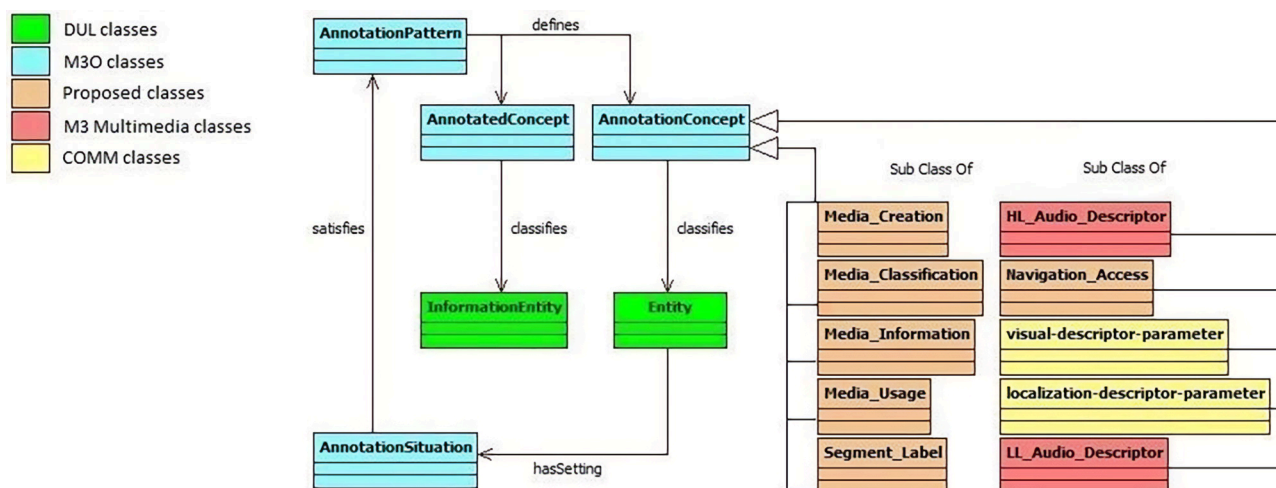 DUL classes
M3O classes
Proposed classes
M3 Multimedia classes
COMM classes
AnnotationPattern
defines
AnnotatedConcept
AnnotationConcept
Sub Class Of
Sub Class Of
satisfies
classifies
classifies
Media_Creation
HL_Audio_Descriptor
Media_Classification
Navigation_Access
InformationEntity
Entity
Media_Information
visual-descriptor-parameter
Media_Usage
localization-descriptor-parameter
AnnotationSituation
hasSetting
Segment_Label
LL_Audio_Descriptor